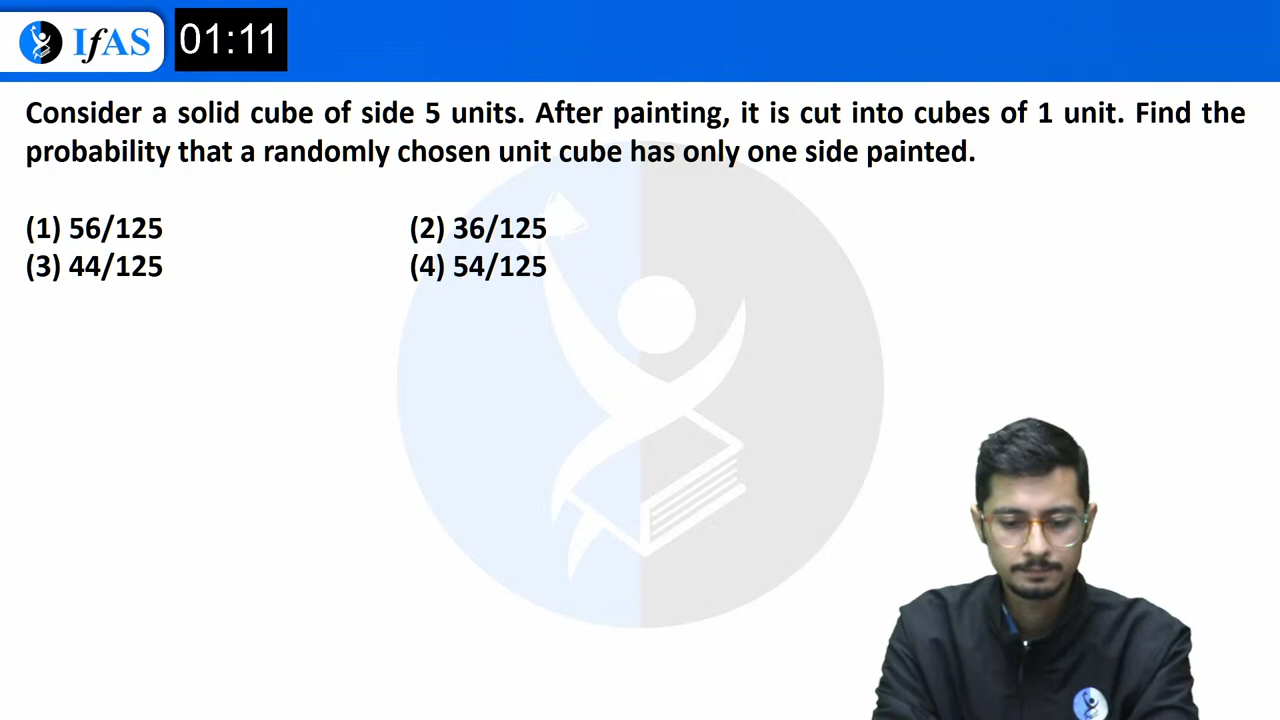 IfAS 01:11
Consider a solid cube of side 5 units. After painting, it is cut into cubes of 1 unit. Find the
probability that a randomly chosen unit cube has only one side painted.
(1) 56/125 (2) 36/125
(3) 44/125 (4) 54/125